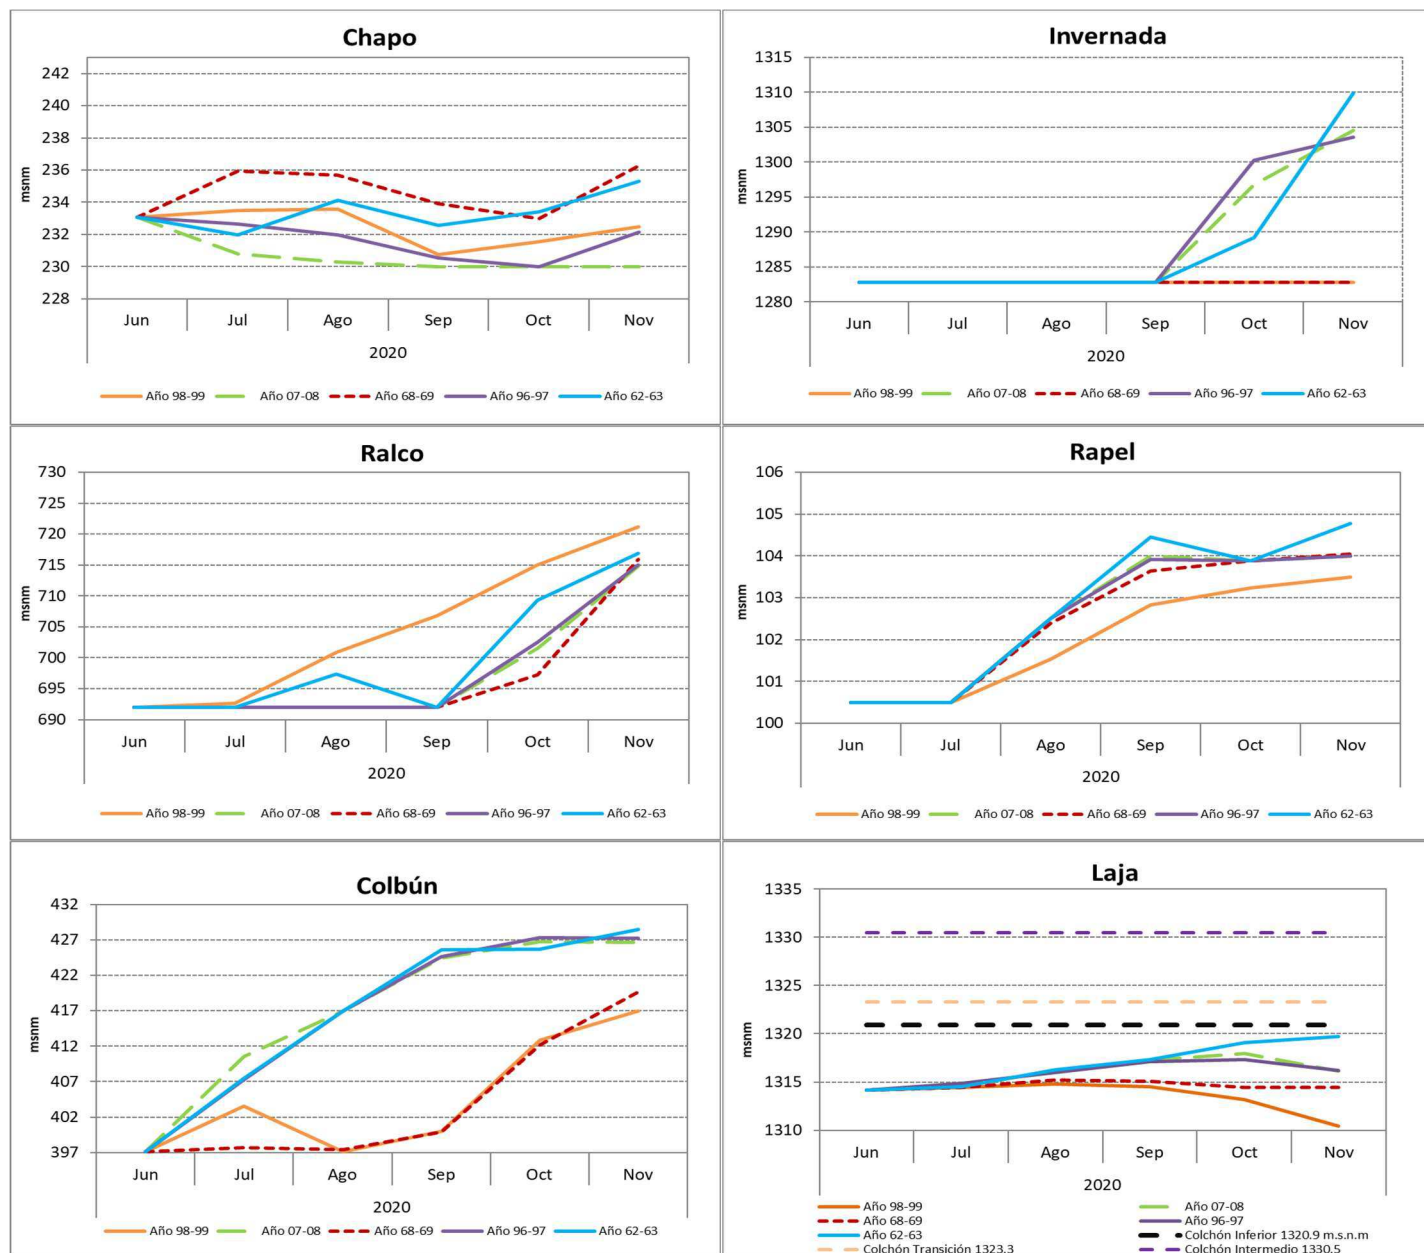 Chapo
msnm
242
240
238
236
234
232
230
228
Jun Jul Ago Sep Oct Nov
2020
Año 98-99 Año 07-08 Año 68-69 Año 96-97 Año 62-63
Invernada
msnm
1315
1310
1305
1300
1295
1290
1285
1280
Jun Jul Ago Sep Oct Nov
2020
Año 98-99 Año 07-08 Año 68-69 Año 96-97 Año 62-63
Ralco
msnm
730
725
720
715
710
705
700
695
690
Jun Jul Ago Sep Oct Nov
2020
Año 98-99 Año 07-08 Año 68-69 Año 96-97 Año 62-63
Rapel
msnm
106
105
104
103
102
101
100
Jun Jul Ago Sep Oct Nov
2020
Año 98-99 Año 07-08 Año 68-69 Año 96-97 Año 62-63
Colbún
msnm
432
427
422
417
412
407
402
397
Jun Jul Ago Sep Oct Nov
2020
Año 98-99 Año 07-08 Año 68-69 Año 96-97 Año 62-63
Laja
msnm
1335
1330
1325
1320
1315
1310
Jun Jul Ago Sep Oct Nov
2020
Año 98-99 Año 07-08
Año 68-69 Año 96-97
Año 62-63 Colchón Inferior 1320.9 m.s.n.m
Colchón Transición 1323.3 Colchón Intermedio 1330.5